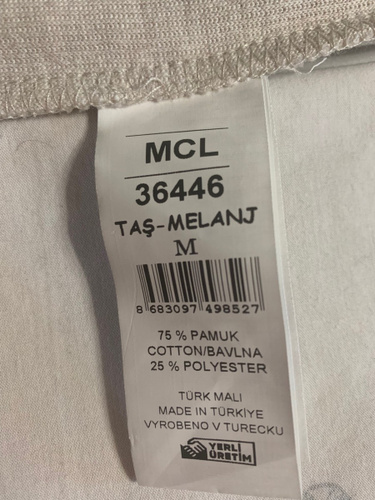 MCL
36446
TAŞ-MELANJ
M
8 683097 498527
75 % PAMUK
COTTON/BAVLNA
25 % POLYESTER
TÜRK MALI
MADE IN TÜRKİYE
VYROBENO V TURECKU
YERLİ
ÜRETİM